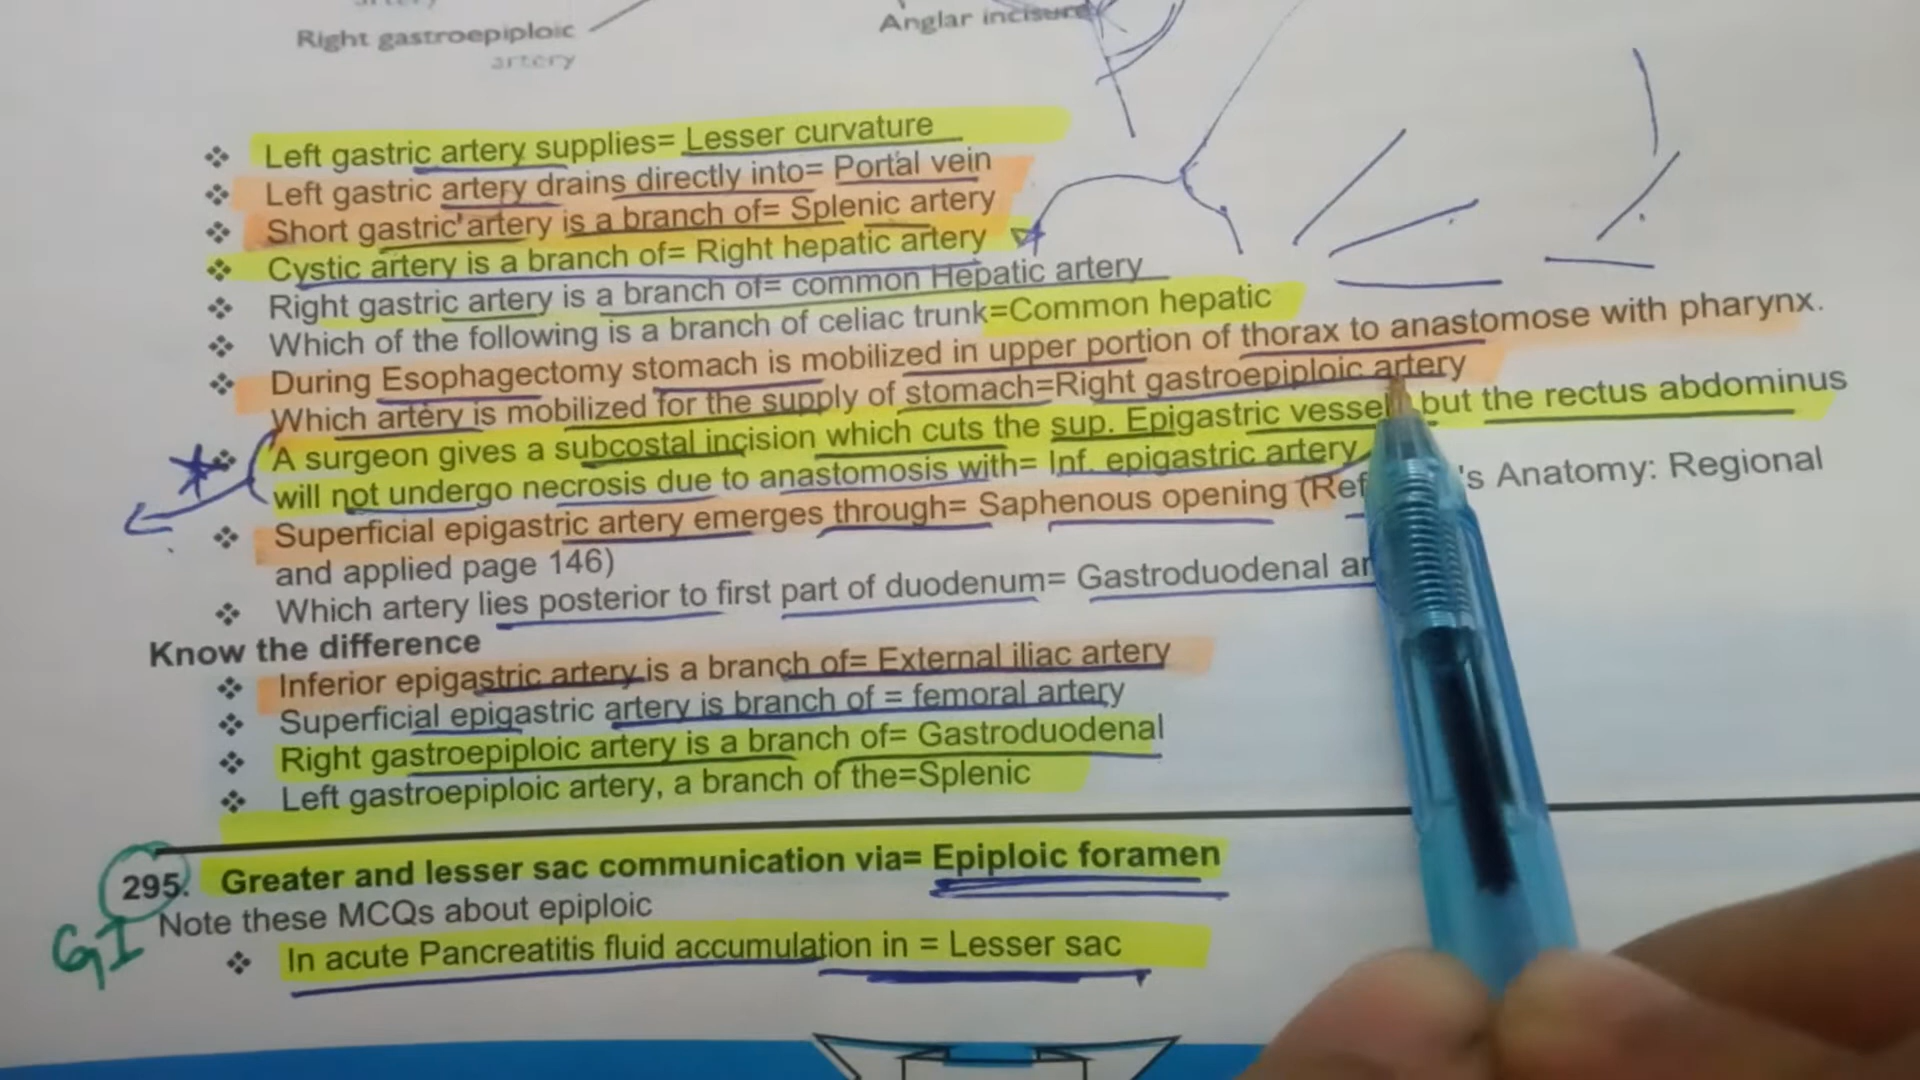 Right gastroepiploic
artery
Anglar incisure
❖ Left gastric artery supplies= Lesser curvature
❖ Left gastric artery drains directly into= Portal vein
❖ Short gastric artery is a branch of= Splenic artery
❖ Cystic artery is a branch of= Right hepatic artery
❖ Right gastric artery is a branch of= common Hepatic artery
❖ Which of the following is a branch of celiac trunk=Common hepatic
❖ During Esophagectomy stomach is mobilized in upper portion of thorax to anastomose with pharynx.
Which artery is mobilized for the supply of stomach=Right gastroepiploic artery
❖ A surgeon gives a subcostal incision which cuts the sup. Epigastric vessel but the rectus abdominus
will not undergo necrosis due to anastomosis with= Inf. epigastric artery
❖ Superficial epigastric artery emerges through= Saphenous opening (Ref 's Anatomy: Regional
and applied page 146)
❖ Which artery lies posterior to first part of duodenum= Gastroduodenal ar
Know the difference
❖ Inferior epigastric artery is a branch of= External iliac artery
❖ Superficial epigastric artery is branch of = femoral artery
❖ Right gastroepiploic artery is a branch of= Gastroduodenal
❖ Left gastroepiploic artery, a branch of the=Splenic
295. Greater and lesser sac communication via= Epiploic foramen
GI Note these MCQs about epiploic
❖ In acute Pancreatitis fluid accumulation in = Lesser sac